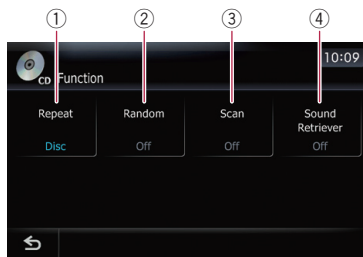 ① ② ③ ④
10:09
CD Function
Repeat Random Scan Sound Retriever
Disc Off Off Off